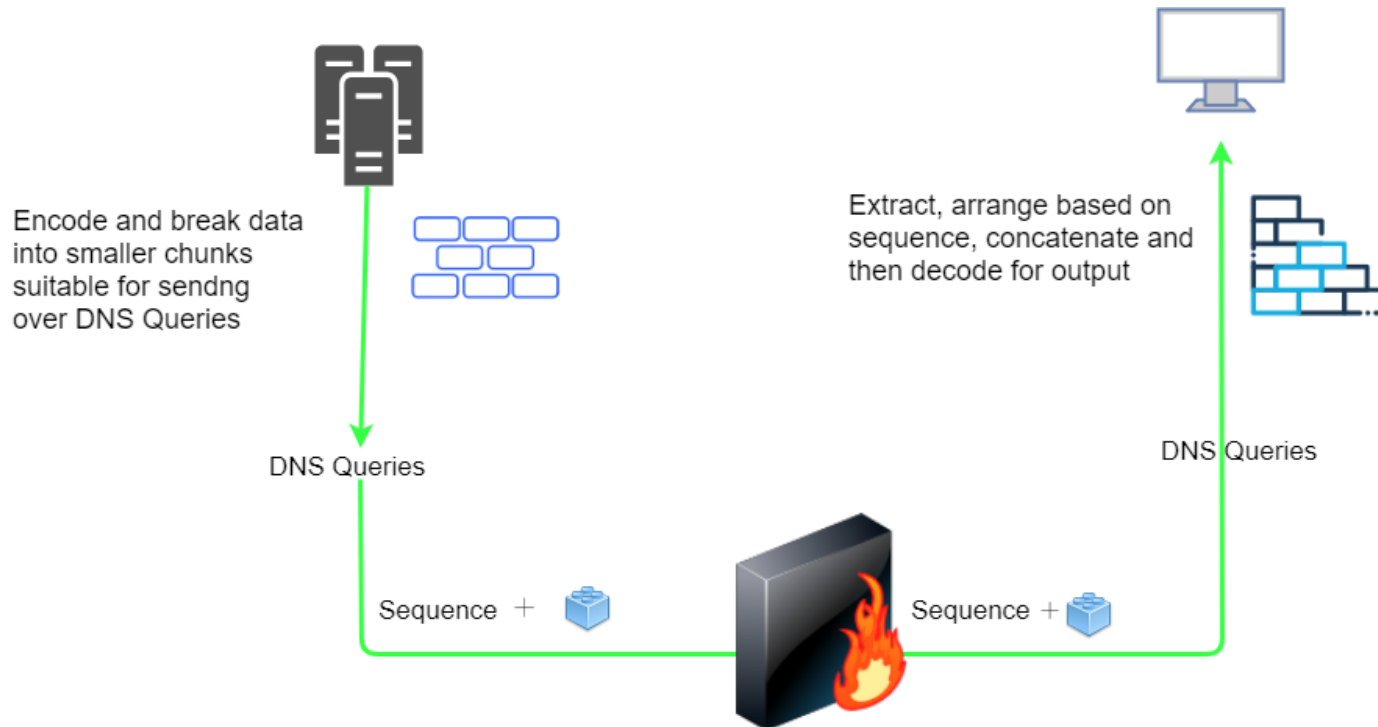 Encode and break data
into smaller chunks
suitable for sendng
over DNS Queries
Extract, arrange based on
sequence, concatenate and
then decode for output
DNS Queries
DNS Queries
Sequence +
Sequence +